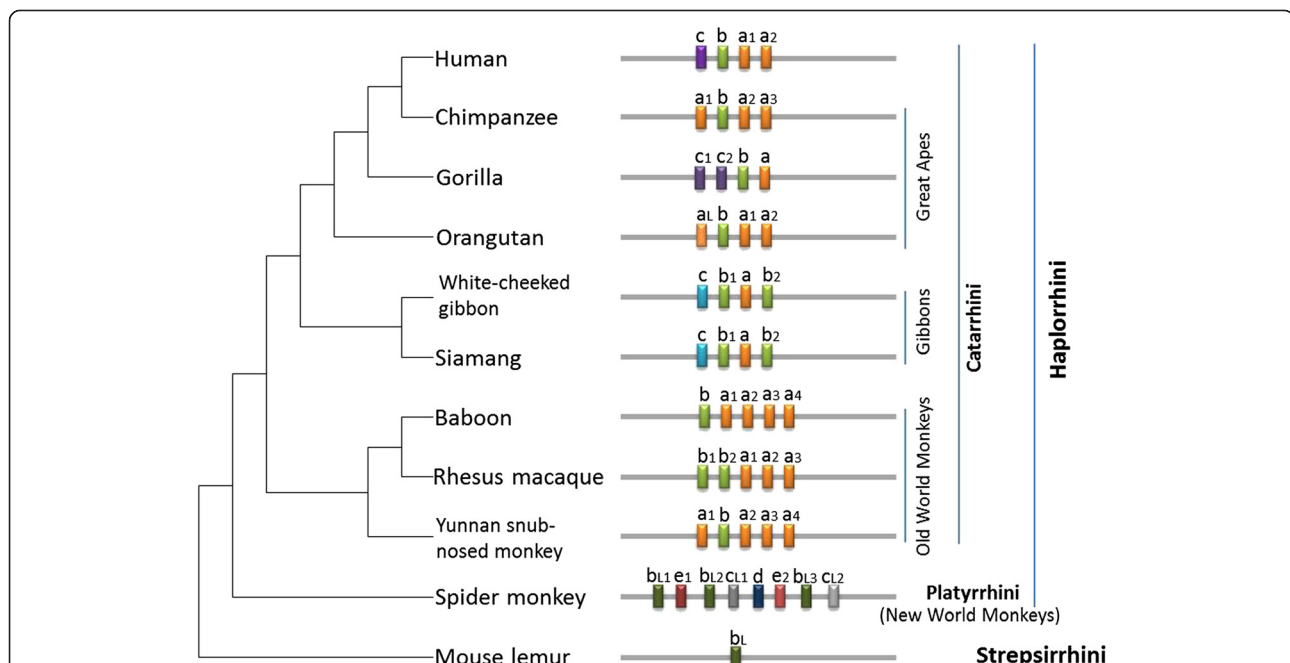 c b a1 a2
Human
a1 b a2 a3
Chimpanzee
c1 c2 b a
Gorilla
aL b a1 a2
Orangutan
c b1 a b2
White-cheeked
gibbon
c b1 a b2
Siamang
b a1 a2 a3 a4
Baboon
b1 b2 a1 a2 a3
Rhesus macaque
a1 b a2 a3 a4
Yunnan snub-
nosed monkey
bL1 e1 bL2 cL1 d e2 bL3 cL2
Spider monkey
bL
Mouse lemur
Great Apes
Gibbons
Old World Monkeys
Catarrhini
Haplorrhini
Platyrrhini
(New World Monkeys)
Strepsirrhini